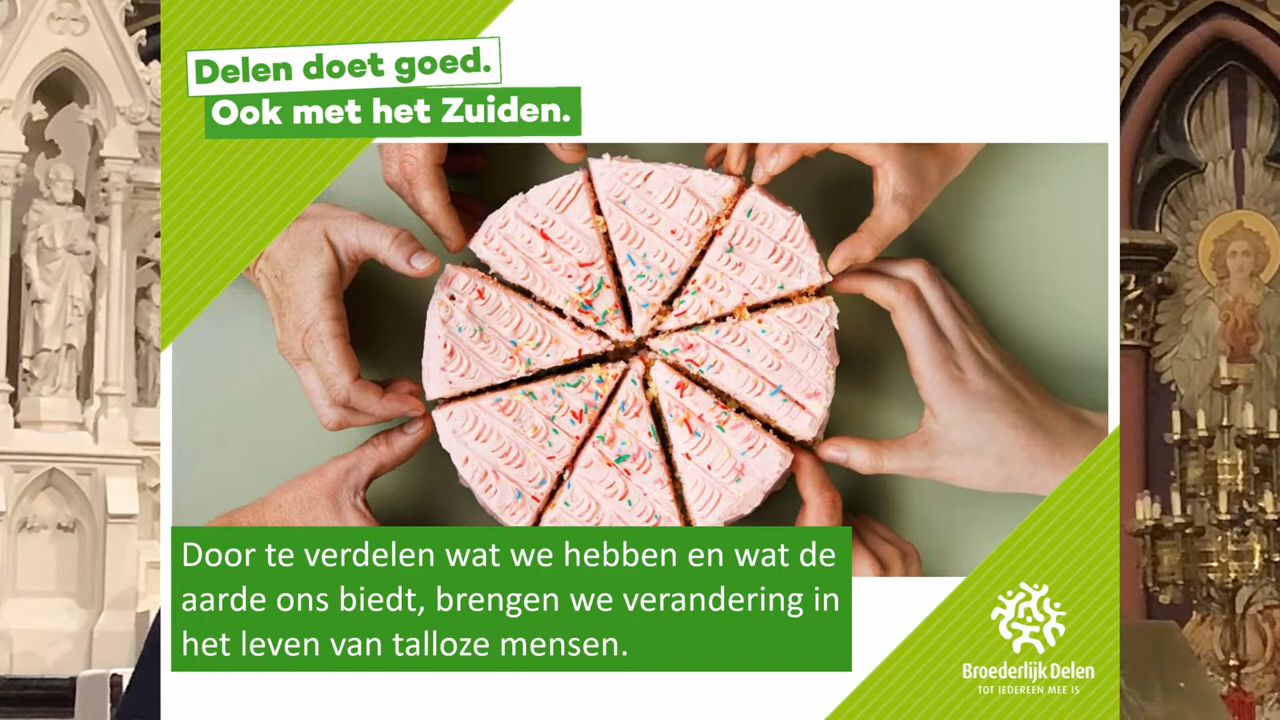 Delen doet goed.
Ook met het Zuiden.
Door te verdelen wat we hebben en wat de
aarde ons biedt, brengen we verandering in
het leven van talloze mensen.
Broederlijk Delen
TOT IEDEREEN MEE IS